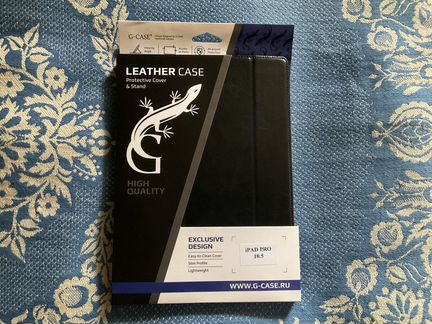 G-CASE
LEATHER CASE
Protective Cover
& Stand
G
HIGH
QUALITY
EXCLUSIVE
DESIGN
Easy to Clean Cover
Slim Profile
Lightweight
iPAD PRO
10.5
WWW.G-CASE.RU